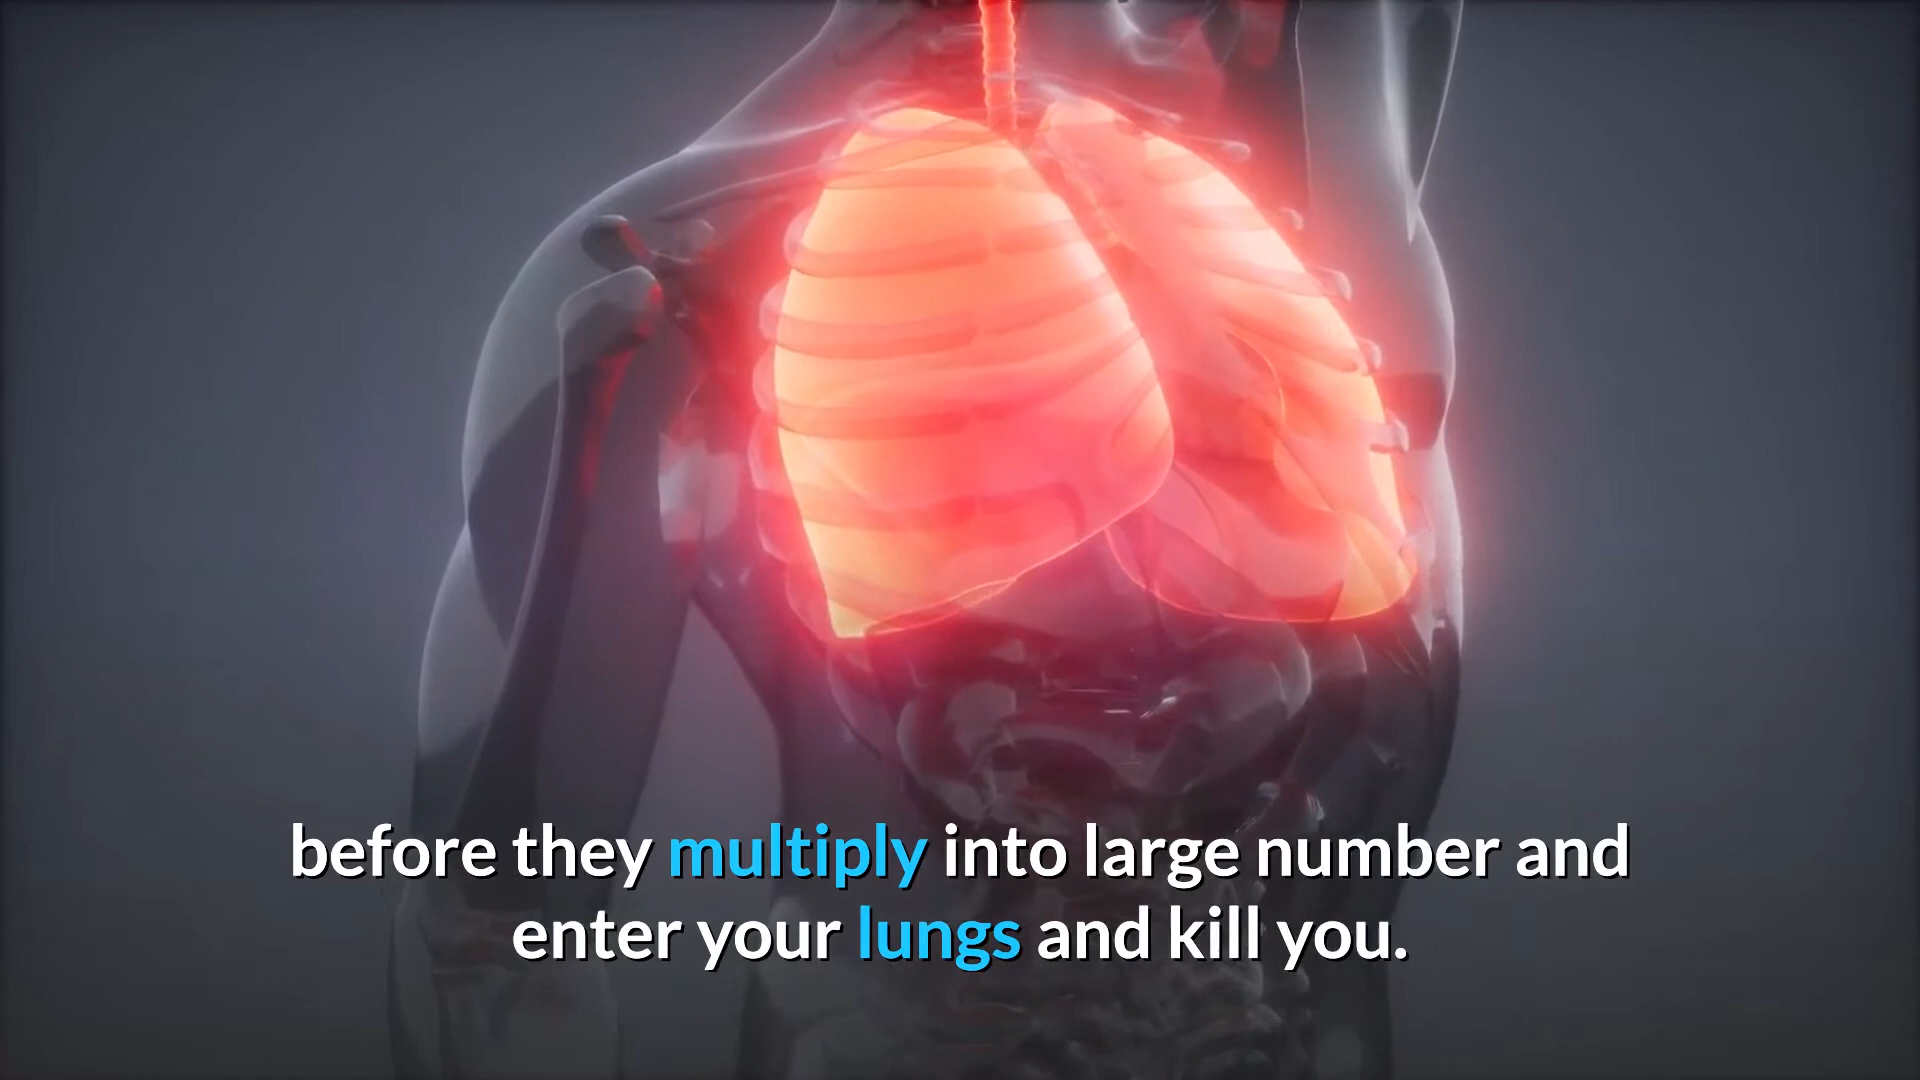 before they multiply into large number and
enter your lungs and kill you.